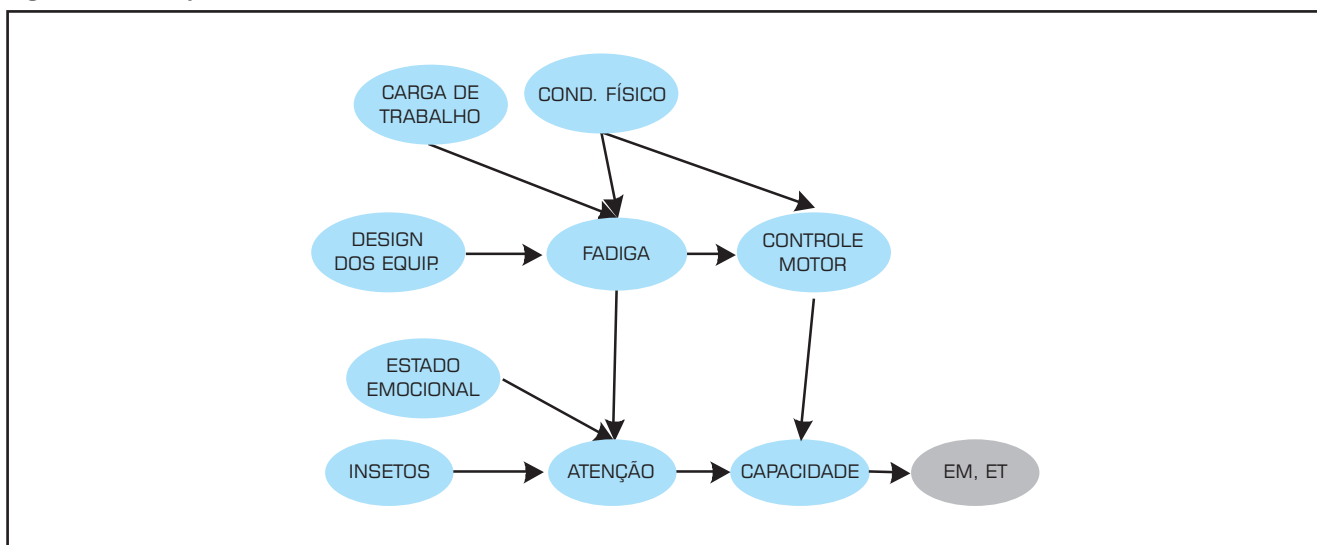 CARGA DE
TRABALHO
COND. FÍSICO
DESIGN
DOS EQUIP.
FADIGA
CONTROLE
MOTOR
ESTADO
EMOCIONAL
INSETOS
ATENÇÃO
CAPACIDADE
EM, ET